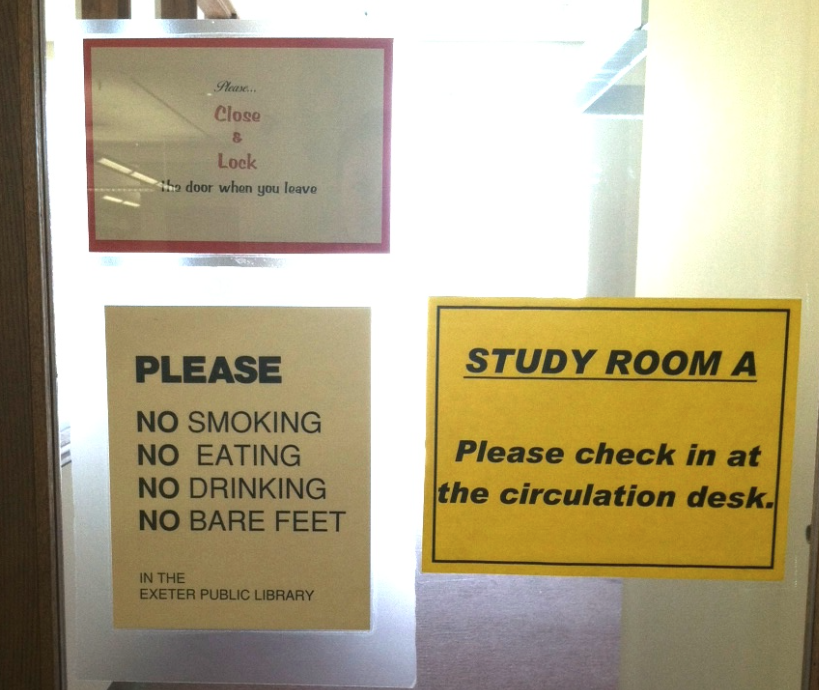 Please...
Close
&
Lock
the door when you leave
PLEASE
NO SMOKING
NO EATING
NO DRINKING
NO BARE FEET
IN THE
EXETER PUBLIC LIBRARY
STUDY ROOM A
Please check in at
the circulation desk.